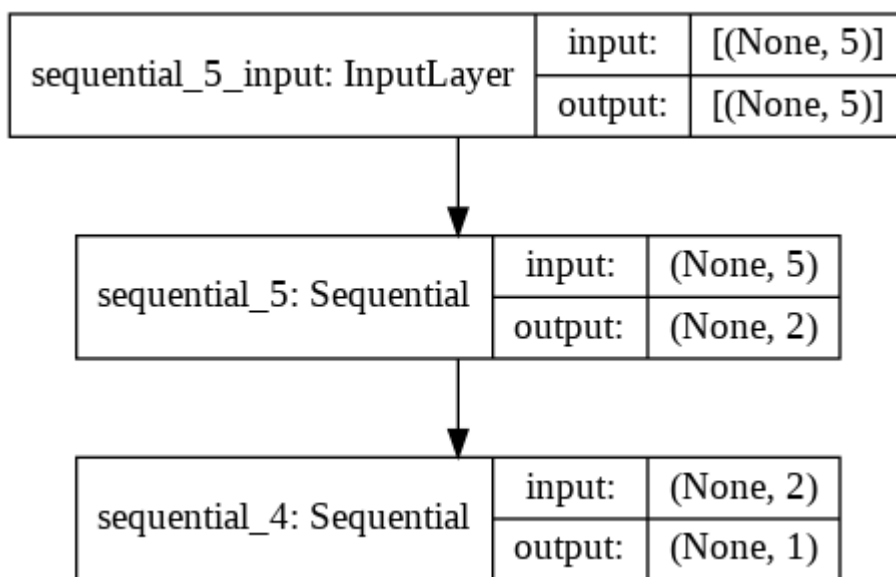 sequential_5_input: InputLayer
input: [(None, 5)]
output: [(None, 5)]
sequential_5: Sequential
input: (None, 5)
output: (None, 2)
sequential_4: Sequential
input: (None, 2)
output: (None, 1)